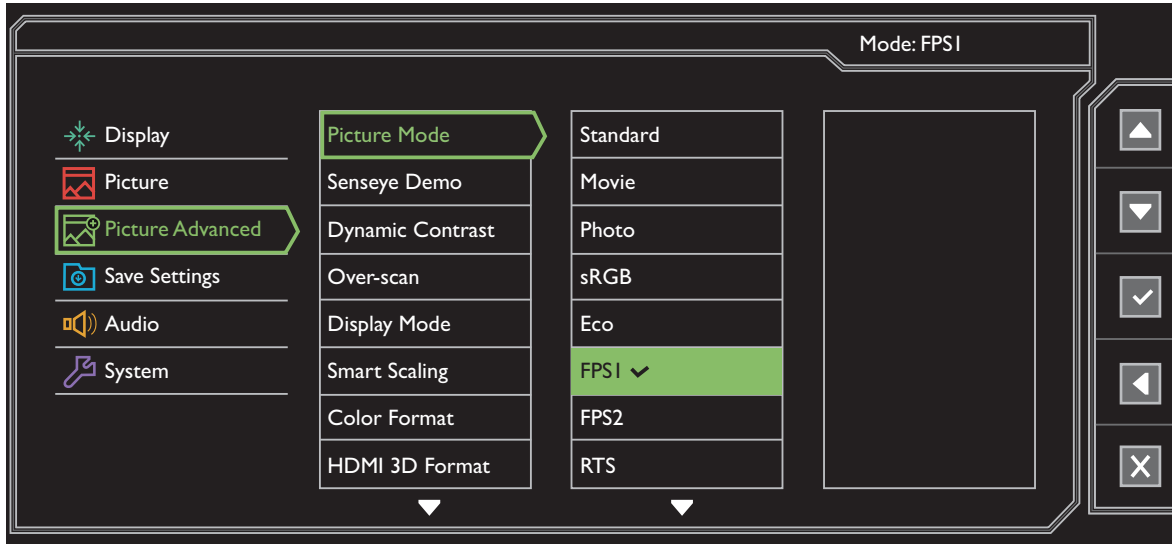 Mode: FPS1
Display
Picture
Picture Advanced
Save Settings
Audio
System
Picture Mode
Senseye Demo
Dynamic Contrast
Over-scan
Display Mode
Smart Scaling
Color Format
HDMI 3D Format
Standard
Movie
Photo
sRGB
Eco
FPS1
FPS2
RTS